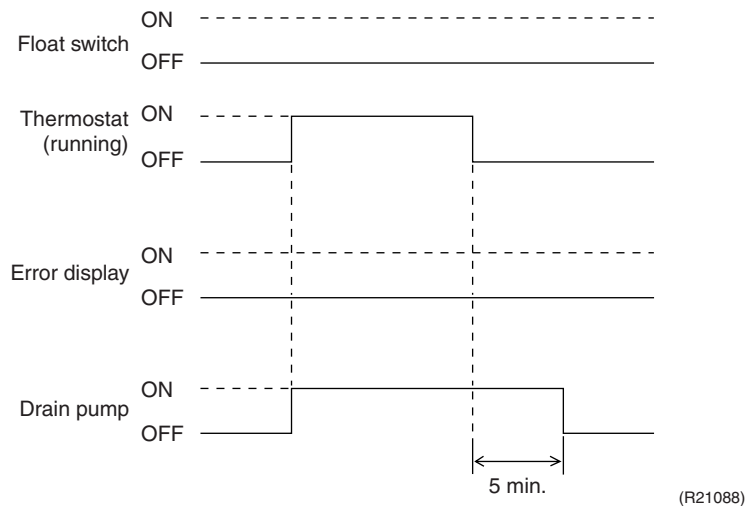 Float switch
ON
OFF
Thermostat
(running)
ON
OFF
Error display
ON
OFF
Drain pump
ON
OFF
5 min.
(R21088)